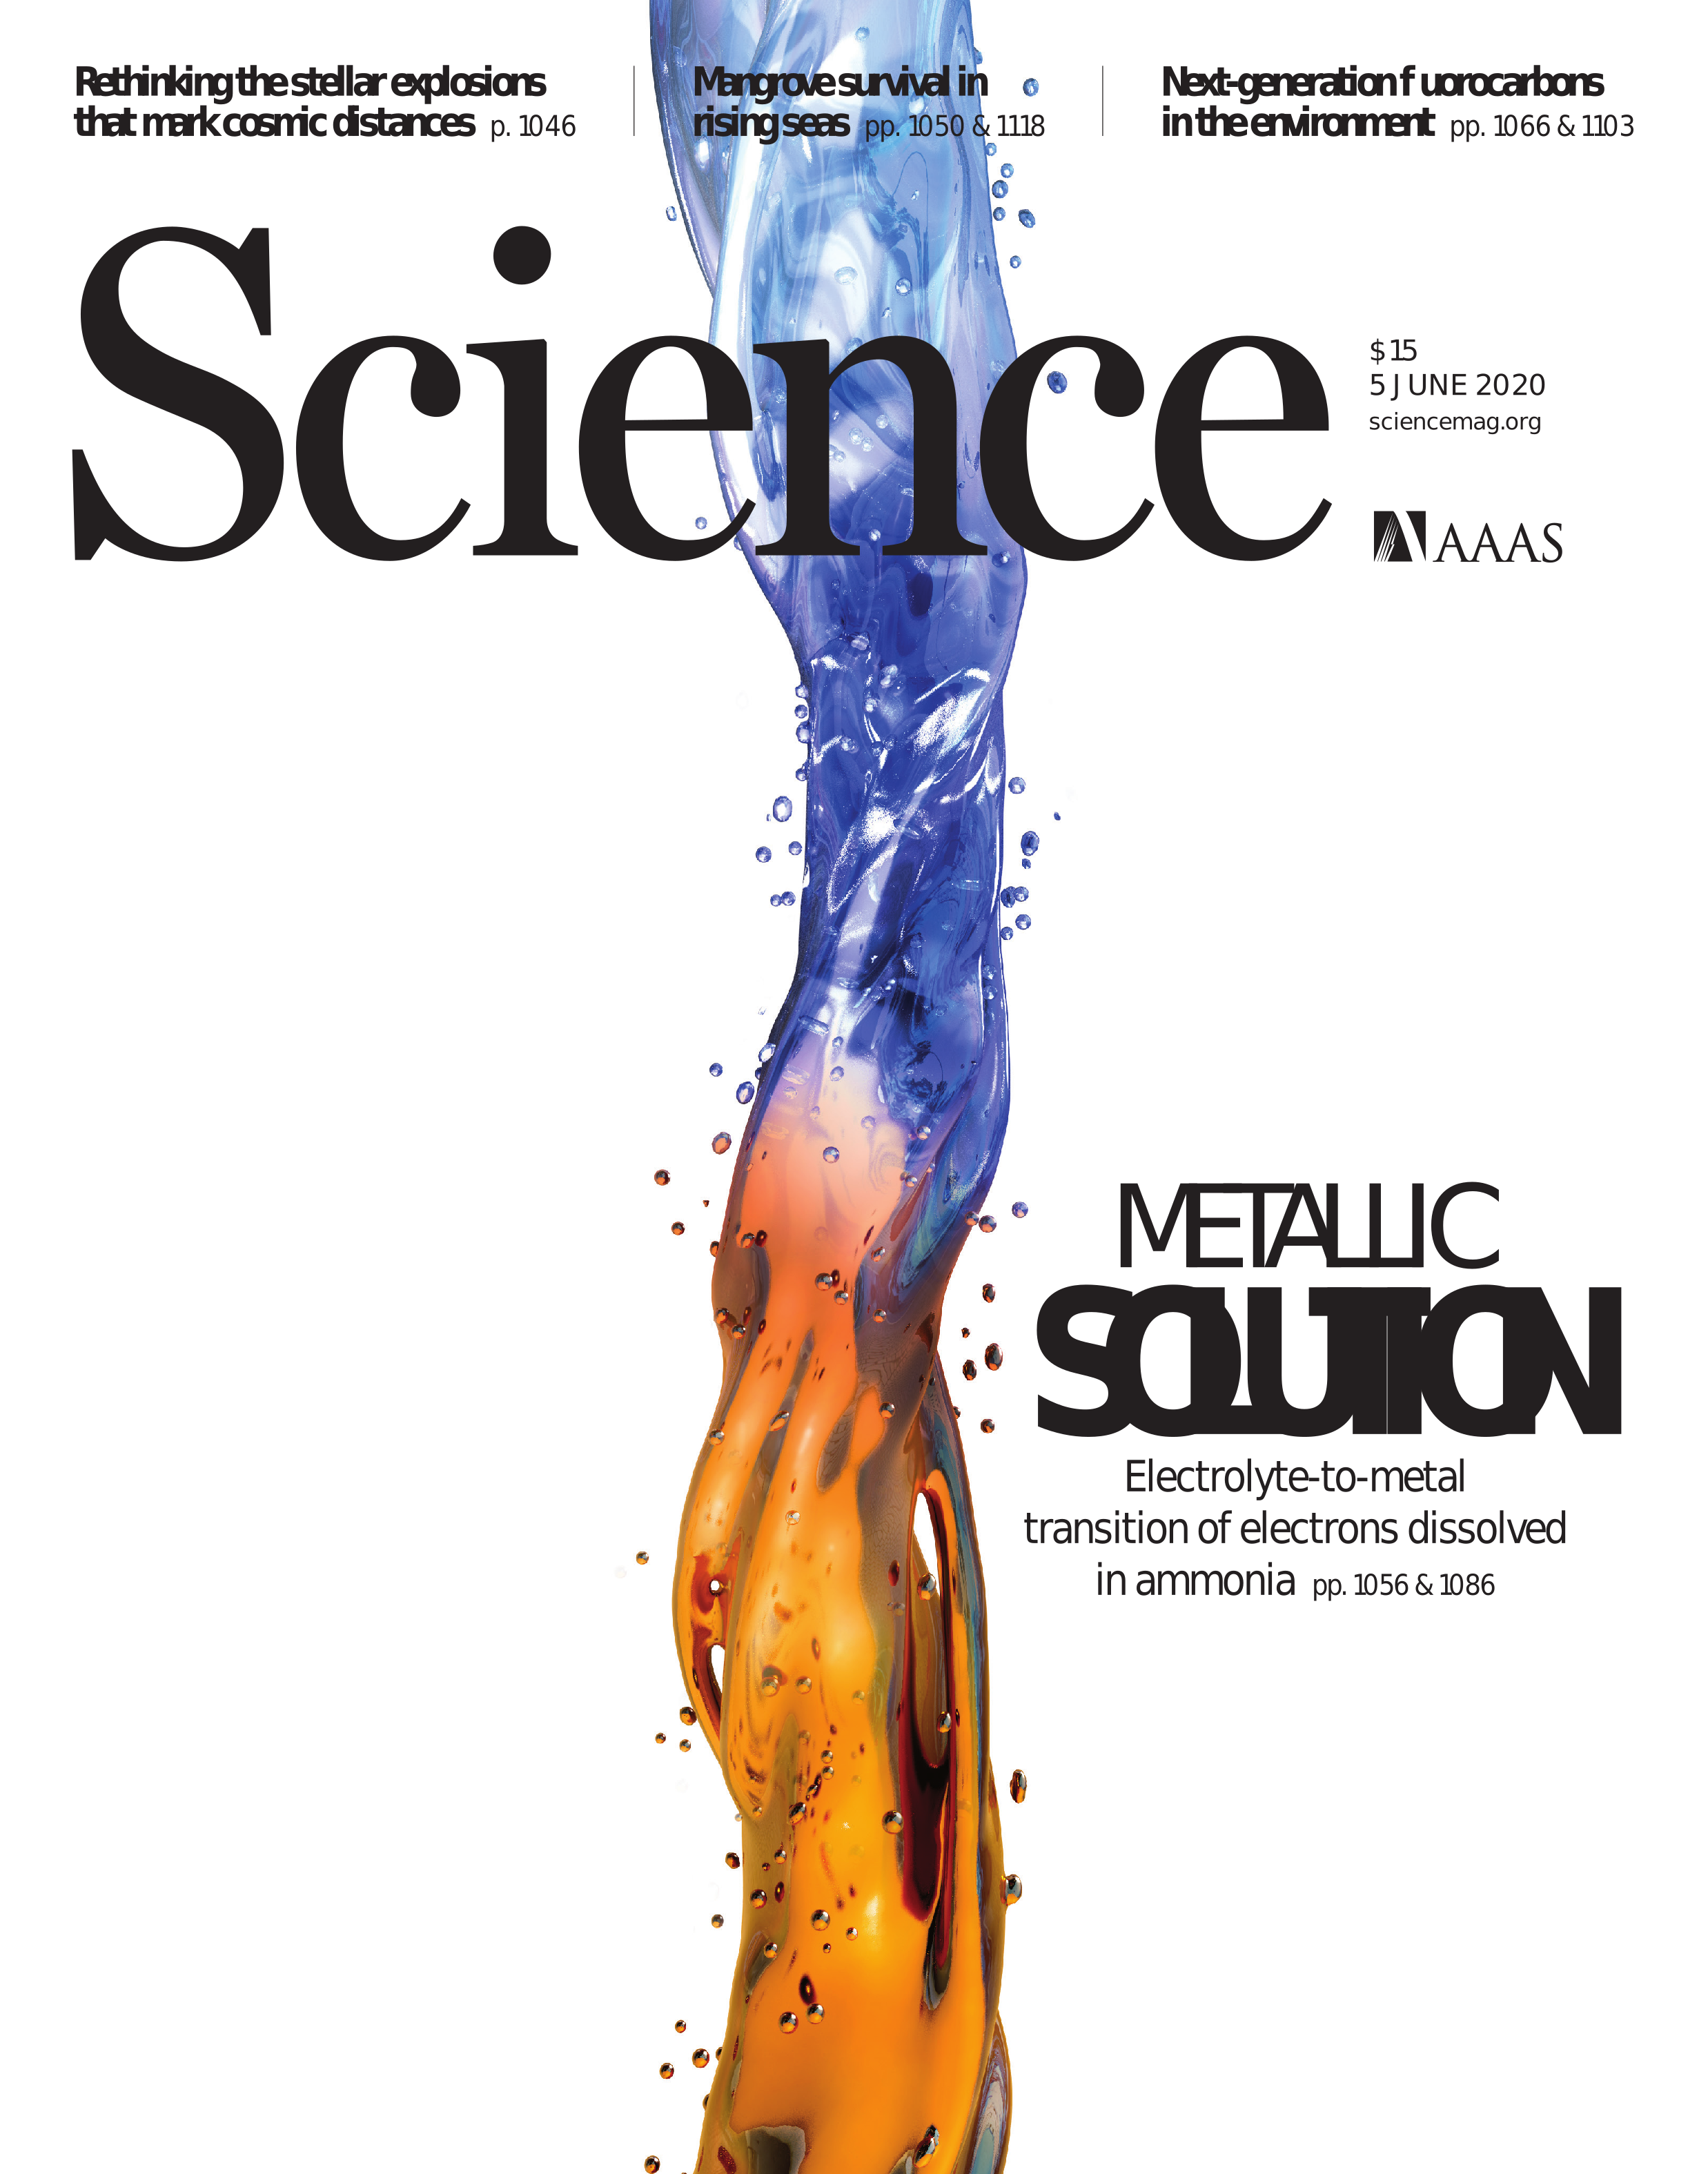 Rethinking the stellar explosions
that mark cosmic distances p. 1046
Mangrove survival in
rising seas pp. 1050 & 1118
Next-generation f uorocarbons
in the environment pp. 1066 & 1103
Science
$15
5 JUNE 2020
sciencemag.org
AAAS
METALLIC
SOLUTION
Electrolyte-to-metal
transition of electrons dissolved
in ammonia pp. 1056 & 1086